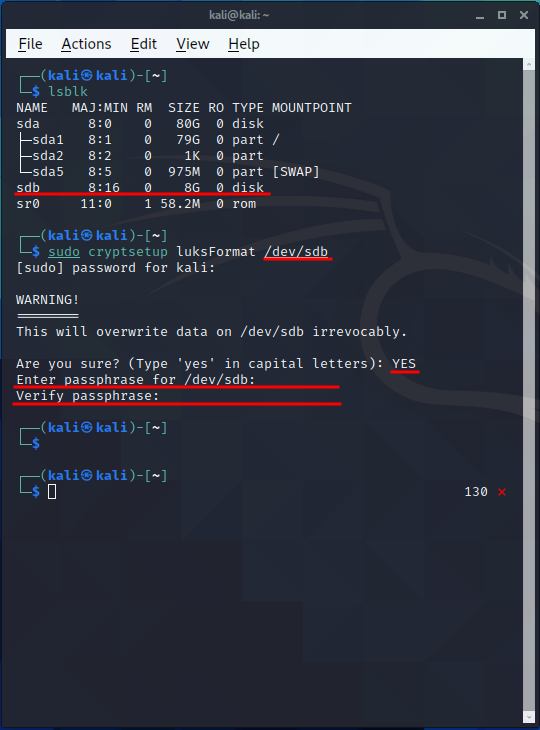 kali@kali: ~
File Actions Edit View Help
┌──(kali㉿kali)-[~]
└─$ lsblk
NAME   MAJ:MIN RM  SIZE RO TYPE MOUNTPOINT
sda      8:0    0   80G  0 disk
├─sda1   8:1    0   79G  0 part /
├─sda2   8:2    0    1K  0 part
└─sda5   8:5    0  975M  0 part [SWAP]
sdb      8:16   0    8G  0 disk
sr0     11:0    1 58.2M  0 rom
┌──(kali㉿kali)-[~]
└─$ sudo cryptsetup luksFormat /dev/sdb
[sudo] password for kali:
WARNING!
========
This will overwrite data on /dev/sdb irrevocably.
Are you sure? (Type 'yes' in capital letters): YES
Enter passphrase for /dev/sdb:
Verify passphrase:
┌──(kali㉿kali)-[~]
└─$
┌──(kali㉿kali)-[~]
└─$ 130 ⨯